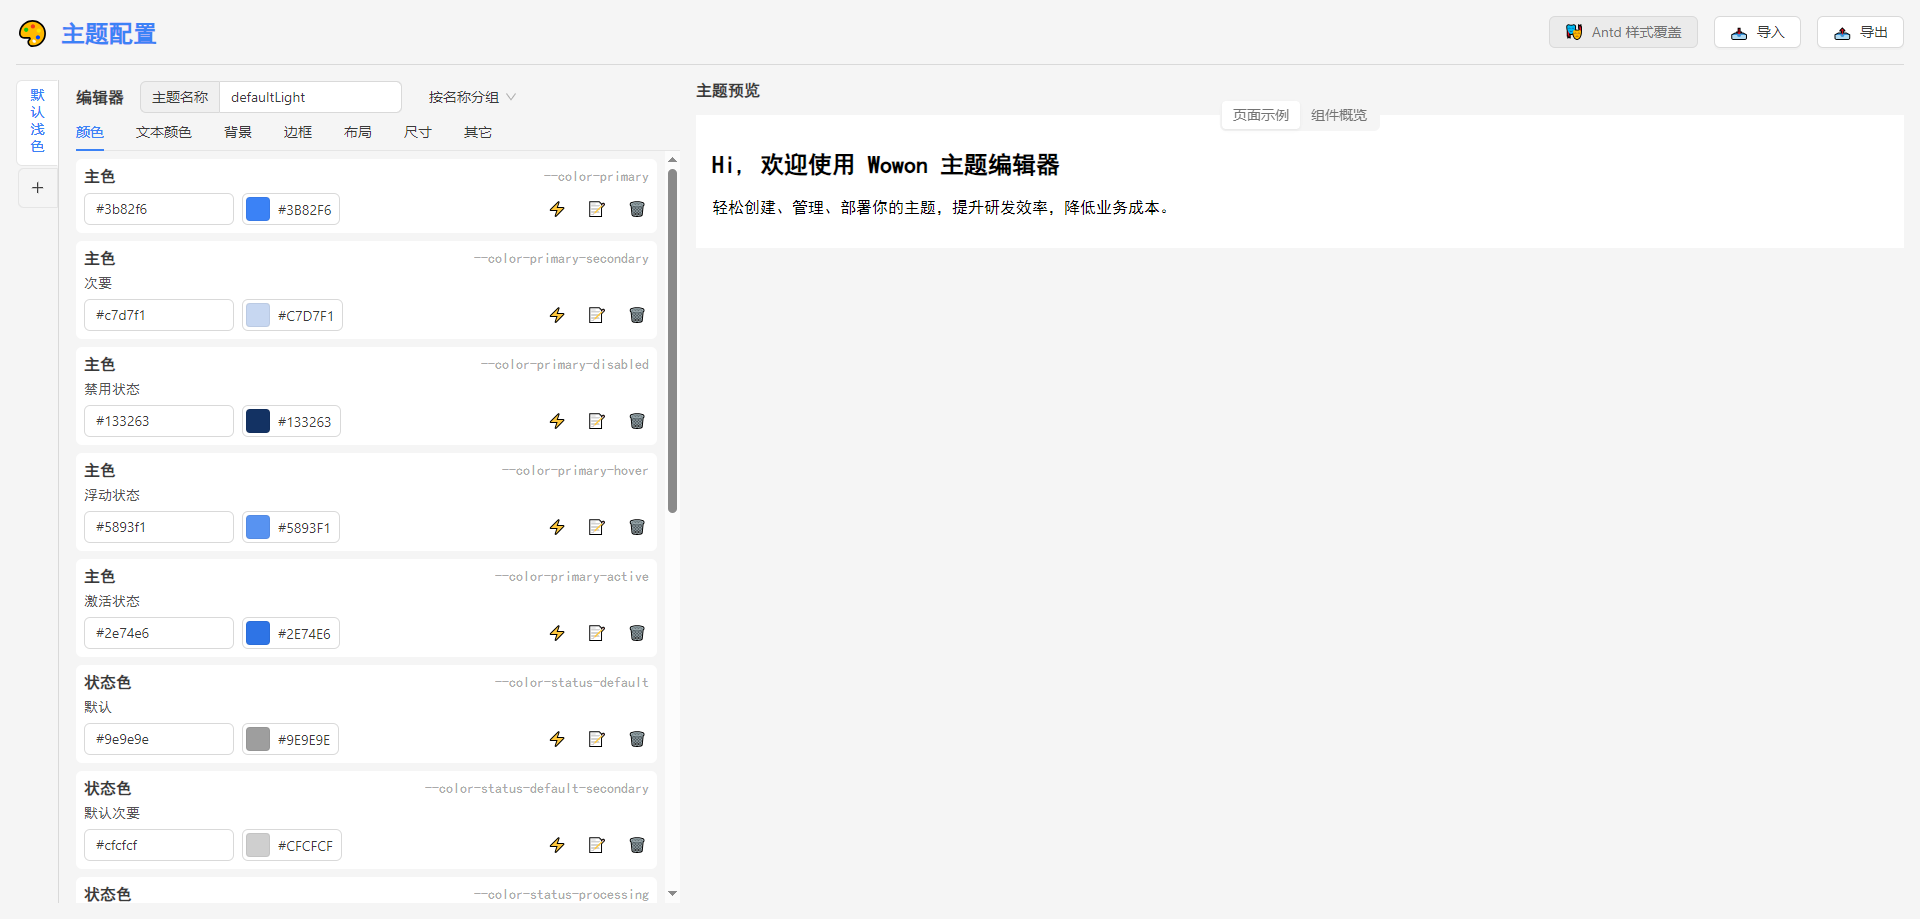 主题配置
Antd 样式覆盖
导入
导出
默认浅色
编辑器
主题名称
defaultLight
按名称分组
颜色
文本颜色
背景
边框
布局
尺寸
其它
主色
--color-primary
#3b82f6
#3B82F6
主色
--color-primary-secondary
次要
#c7d7f1
#C7D7F1
主色
--color-primary-disabled
禁用状态
#133263
#133263
主色
--color-primary-hover
浮动状态
#5893f1
#5893F1
主色
--color-primary-active
激活状态
#2e74e6
#2E74E6
状态色
--color-status-default
默认
#9e9e9e
#9E9E9E
状态色
--color-status-default-secondary
默认次要
#cfcfcf
#CFCFCF
状态色
--color-status-processing
主题预览
页面示例
组件概览
Hi, 欢迎使用 Wowon 主题编辑器
轻松创建、管理、部署你的主题，提升研发效率，降低业务成本。